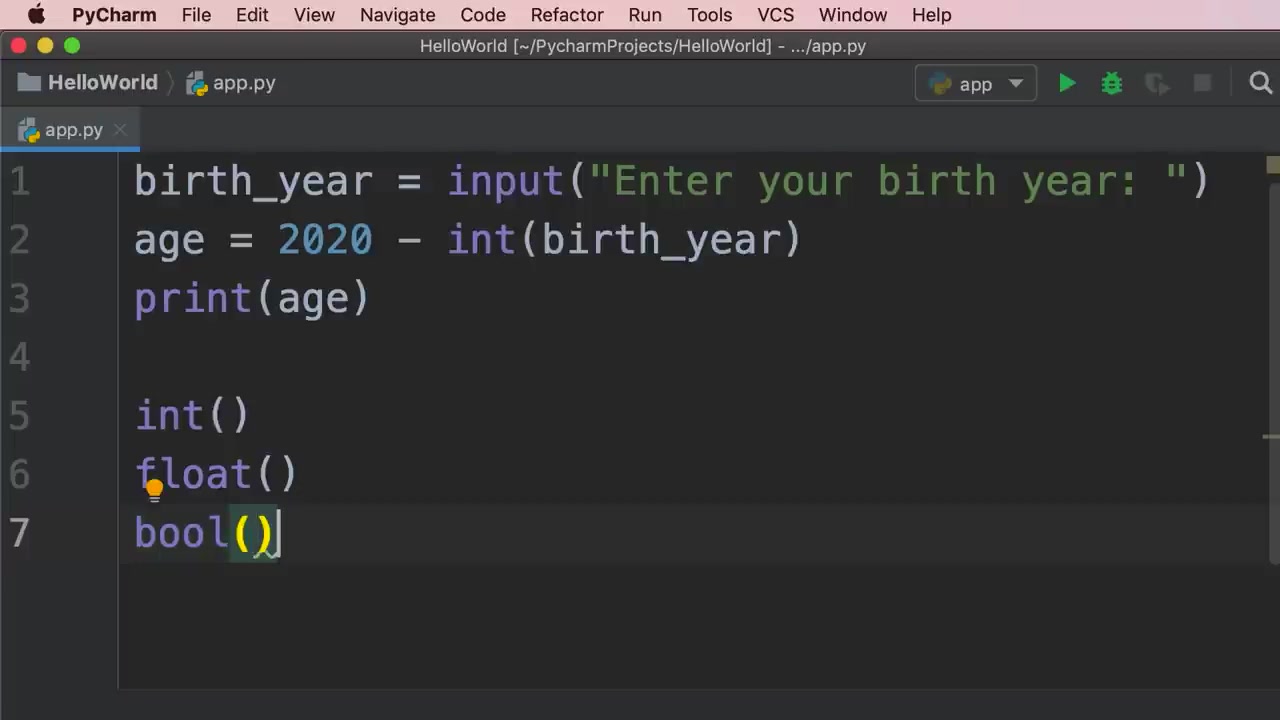 PyCharm File Edit View Navigate Code Refactor Run Tools VCS Window Help
HelloWorld [~/PycharmProjects/HelloWorld] - .../app.py
HelloWorld app.py app
app.py
1 birth_year = input("Enter your birth year: ")
2 age = 2020 - int(birth_year)
3 print(age)
4
5 int()
6 float()
7 bool()